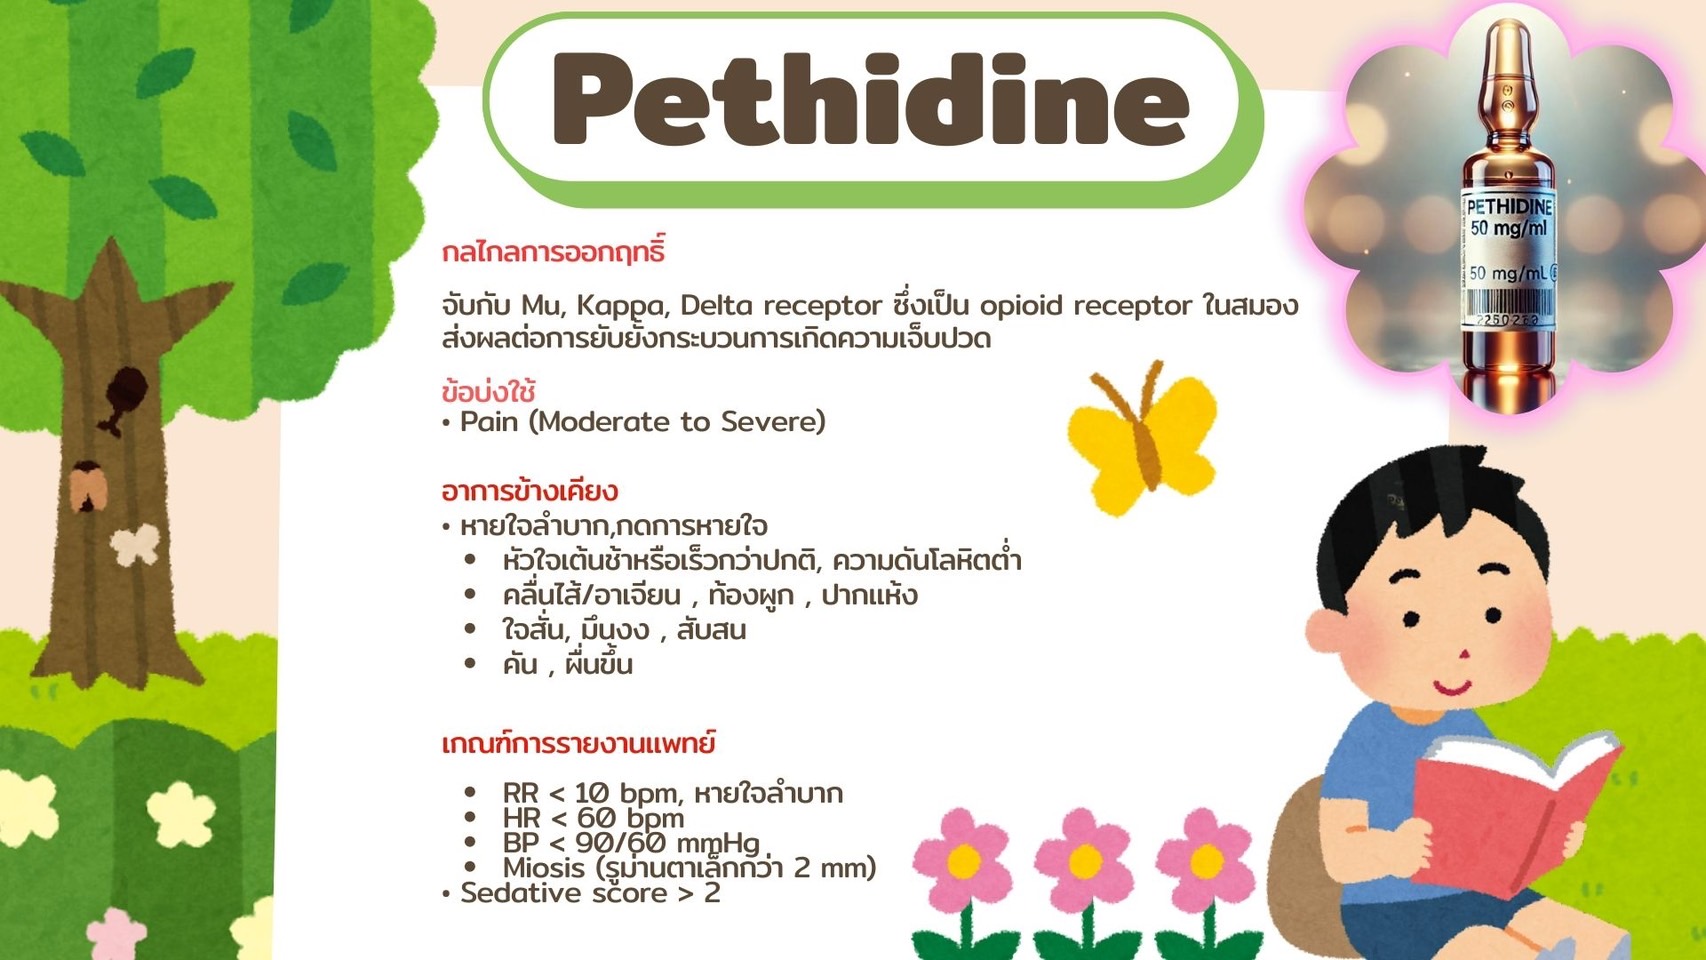 Pethidine
PETHIDINE
50 mg/ml
50 mg/mL
กลไกลการออกฤทธิ์
จับกับ Mu, Kappa, Delta receptor ซึ่งเป็น opioid receptor ในสมอง
ส่งผลต่อการยับยั้งกระบวนการเกิดความเจ็บปวด
ข้อบ่งใช้
• Pain (Moderate to Severe)
อาการข้างเคียง
• หายใจลำบาก,กดการหายใจ
• หัวใจเต้นช้าหรือเร็วกว่าปกติ, ความดันโลหิตต่ำ
• คลื่นไส้/อาเจียน , ท้องผูก , ปากแห้ง
• ใจสั่น, มึนงง , สับสน
• คัน , ผื่นขึ้น
เกณฑ์การรายงานแพทย์
• RR < 10 bpm, หายใจลำบาก
• HR < 60 bpm
• BP < 90/60 mmHg
• Miosis (รูม่านตาเล็กกว่า 2 mm)
• Sedative score > 2